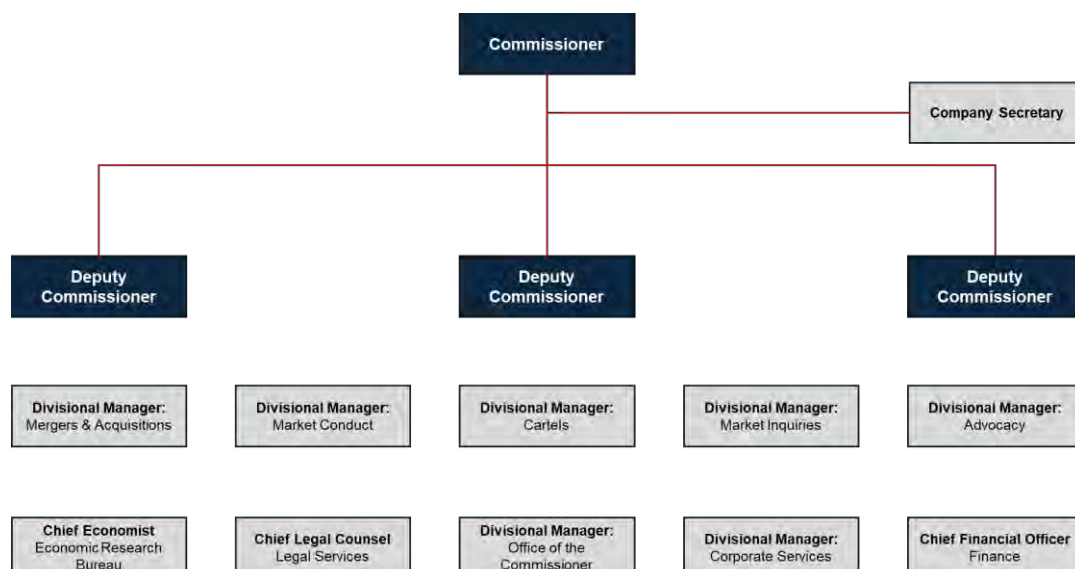 Commissioner
Company Secretary
Deputy
Commissioner
Deputy
Commissioner
Deputy
Commissioner
Divisional Manager:
Mergers & Acquisitions
Divisional Manager:
Market Conduct
Divisional Manager:
Cartels
Divisional Manager:
Market Inquiries
Divisional Manager:
Advocacy
Chief Economist
Economic Research
Bureau
Chief Legal Counsel
Legal Services
Divisional Manager:
Office of the
Commissioner
Divisional Manager:
Corporate Services
Chief Financial Officer
Finance